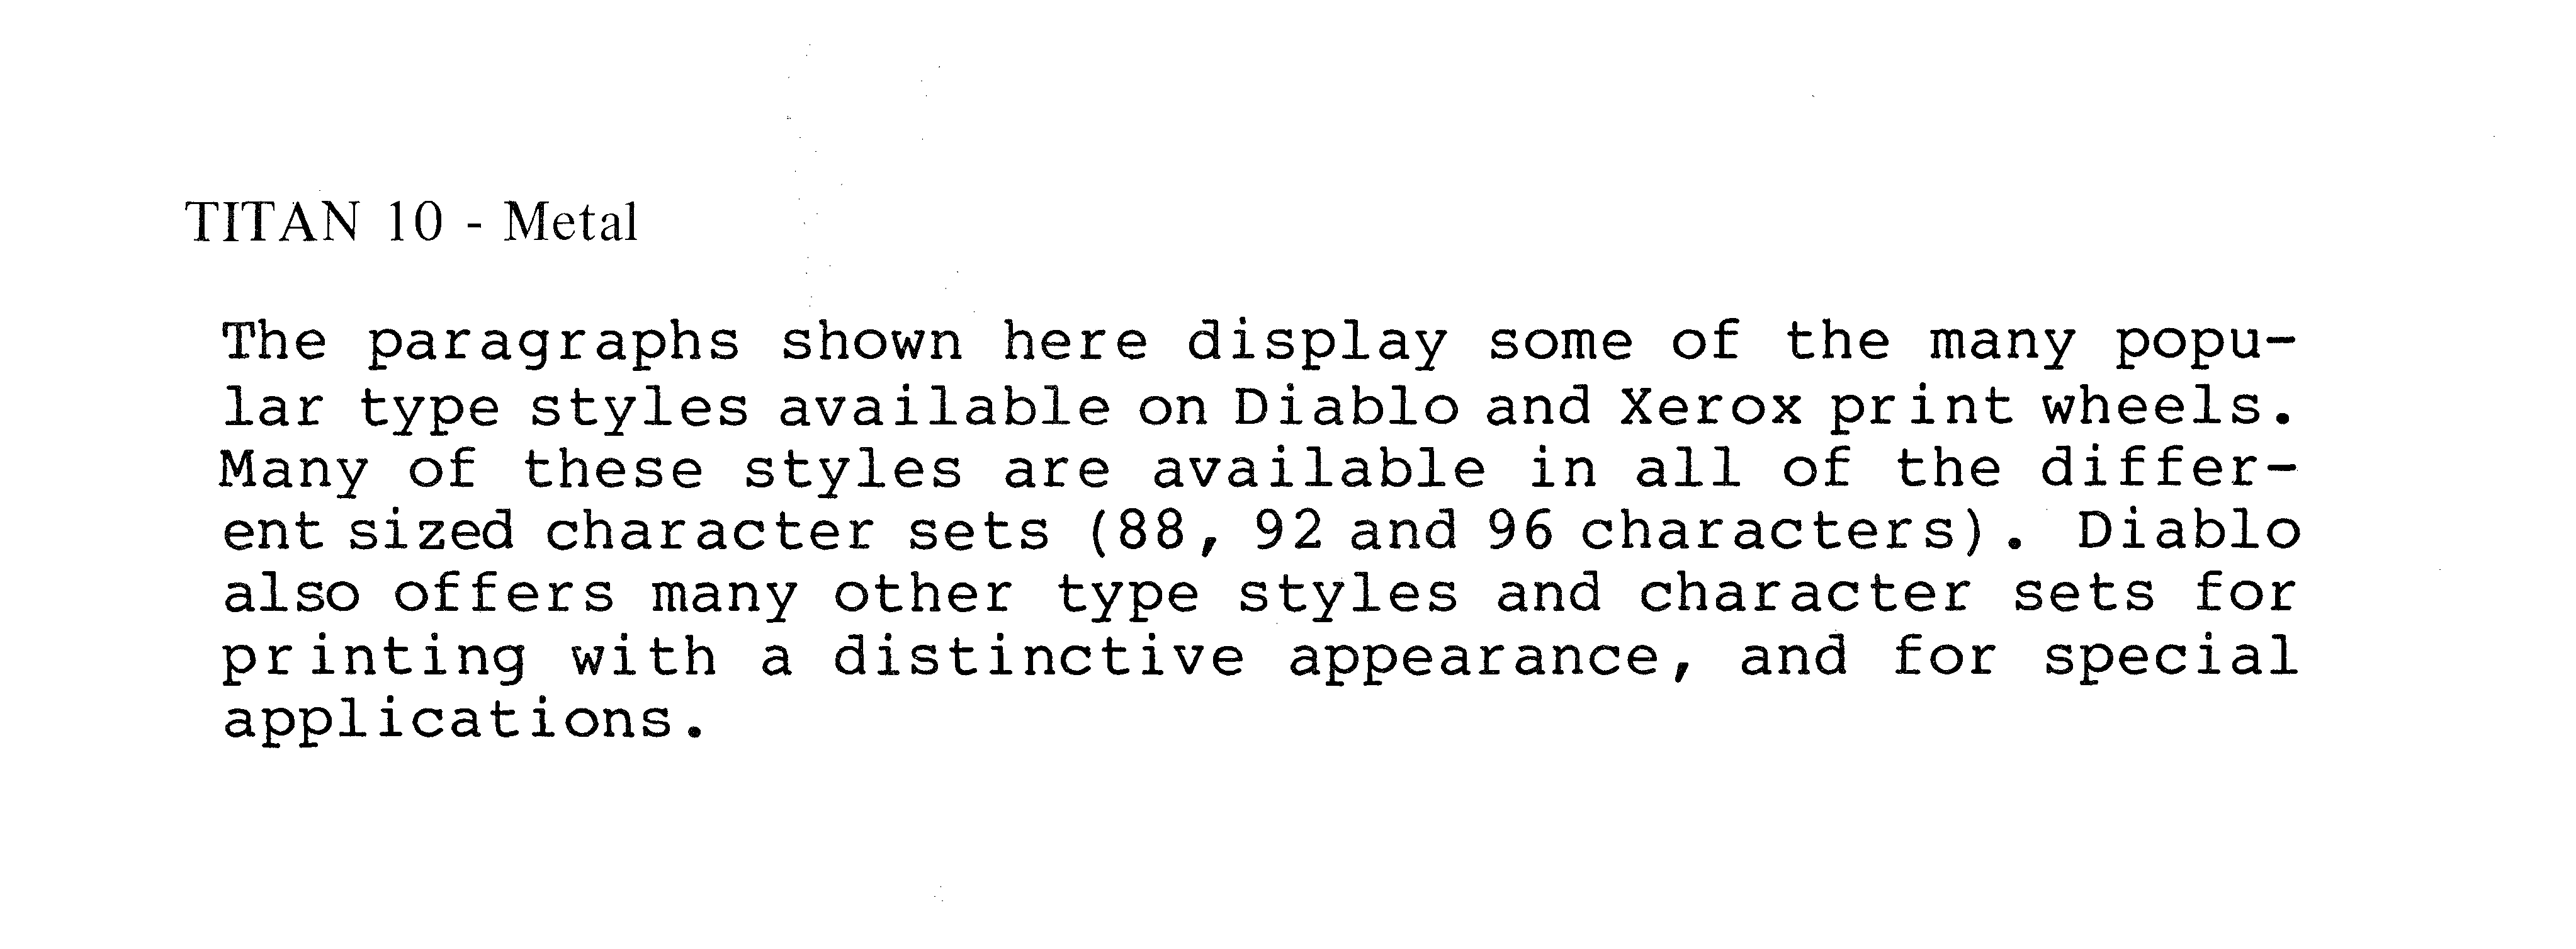 TITAN 10 - Metal
The paragraphs shown here display some of the many popu-
lar type styles available on Diablo and Xerox print wheels.
Many of these styles are available in all of the differ-
ent sized character sets (88, 92 and 96 characters). Diablo
also offers many other type styles and character sets for
printing with a distinctive appearance, and for special
applications.